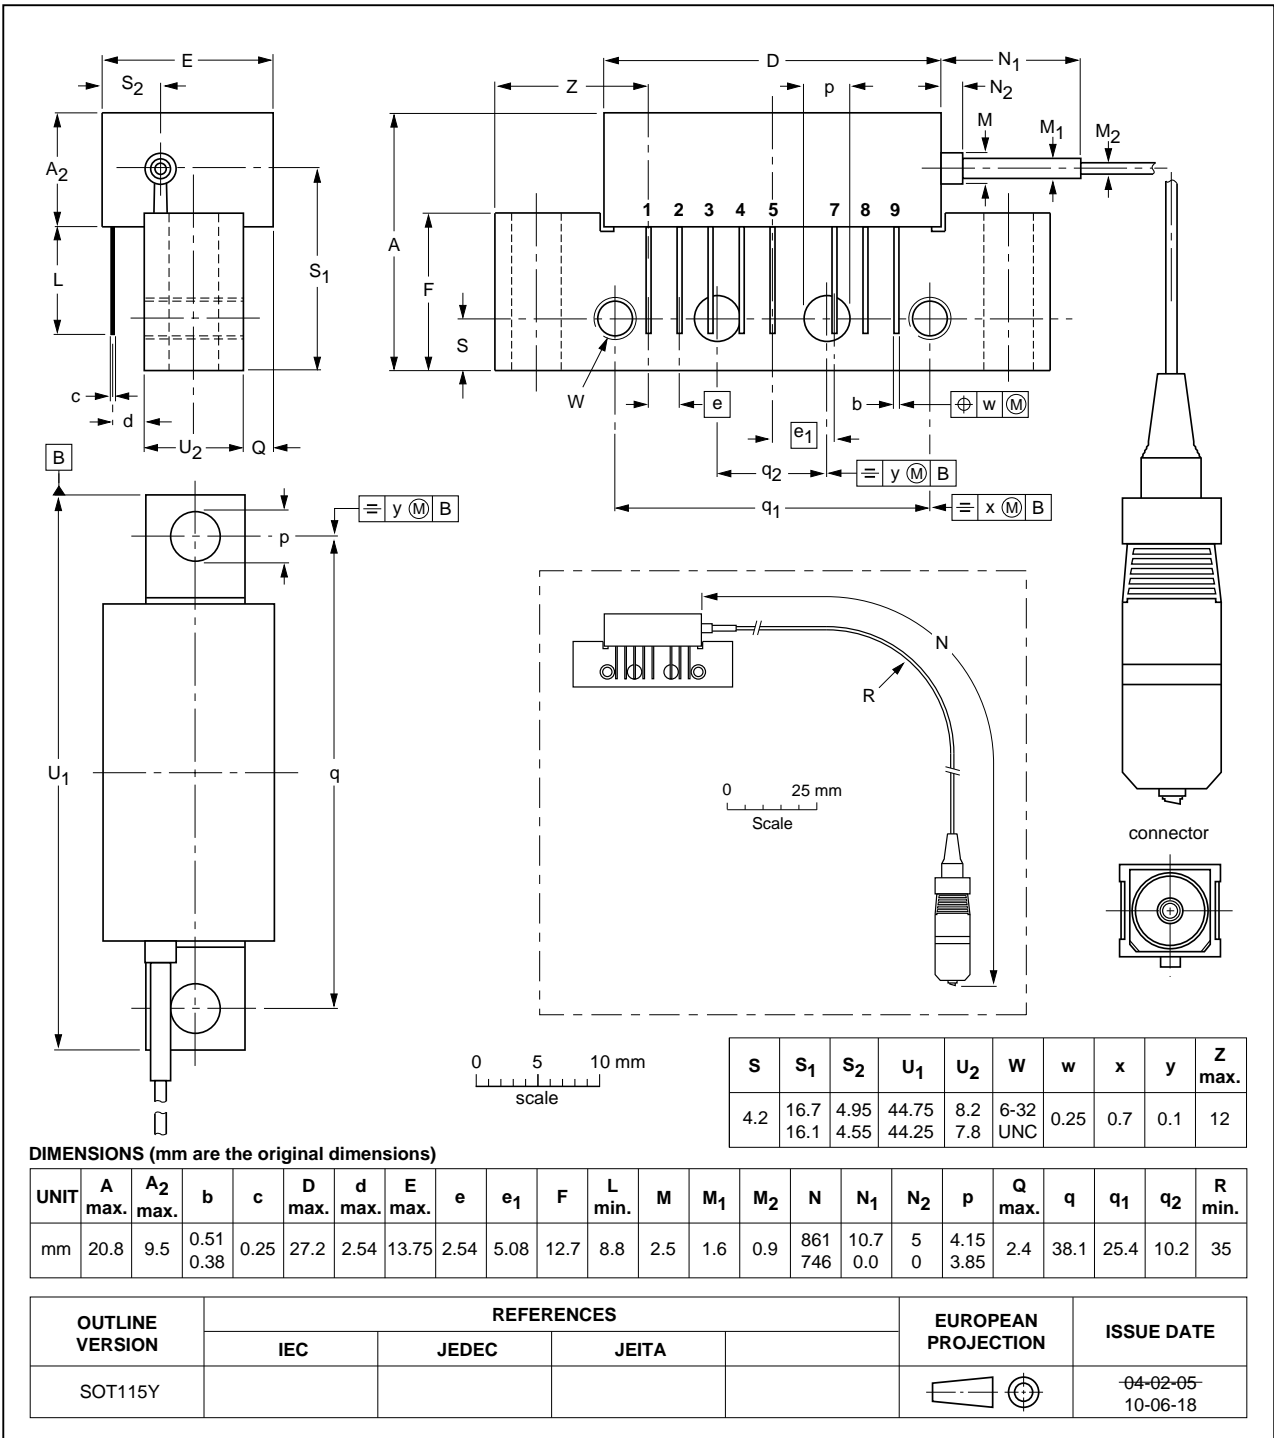 E
S2
A2
L
S1
c
d
U2
Q
D
N1
Z
p
N2
M
M1
M2
A
F
S
1 2 3 4 5 7 8 9
W
e
b
w M
e1
q2
y M B
q1
x M B
B
y M B
p
U1
q
N
R
0 25 mm
Scale
connector
0 5 10 mm
scale
S S1 S2 U1 U2 W w x y Z max.
4.2 16.7 16.1 4.95 4.55 44.75 44.25 8.2 7.8 6-32 UNC 0.25 0.7 0.1 12
DIMENSIONS (mm are the original dimensions)
UNIT A max. A2 max. b c D max. d max. E max. e e1 F L min. M M1 M2 N N1 N2 p Q max. q q1 q2 R min.
mm 20.8 9.5 0.51 0.38 0.25 27.2 2.54 13.75 2.54 5.08 12.7 8.8 2.5 1.6 0.9 861 746 10.7 0.0 5 0 4.15 3.85 2.4 38.1 25.4 10.2 35
OUTLINE VERSION
REFERENCES
EUROPEAN PROJECTION
ISSUE DATE
IEC JEDEC JEITA
SOT115Y
04-02-05
10-06-18